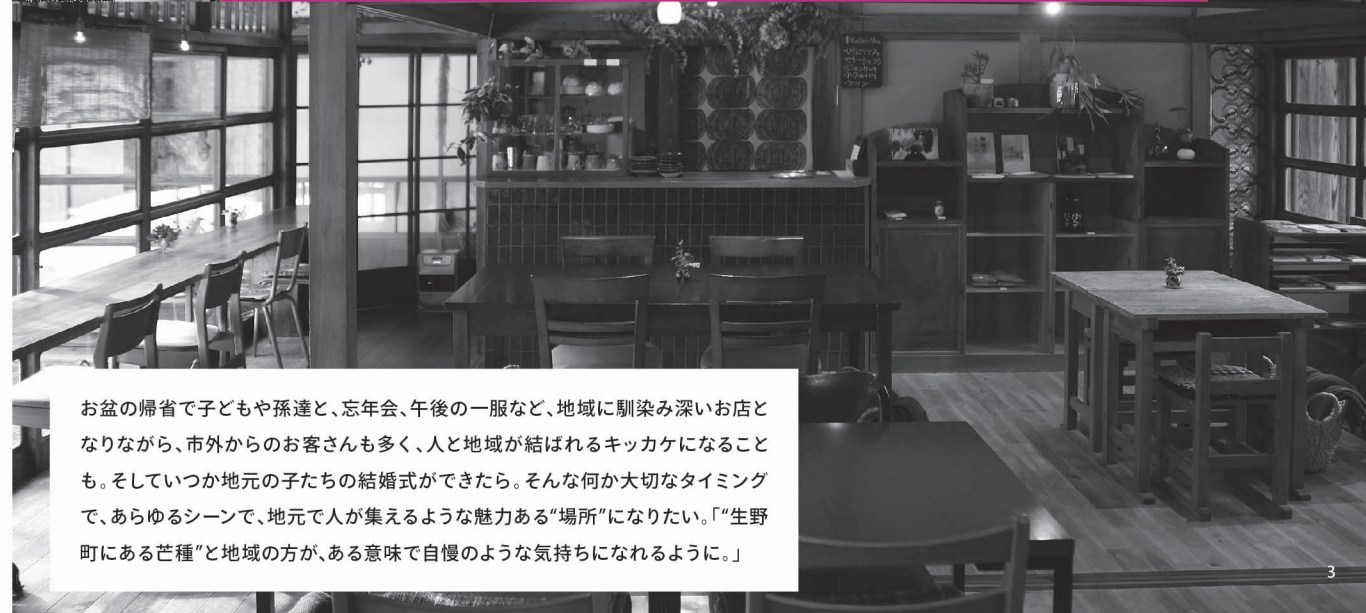 お盆の帰省で子どもや孫達と、忘年会、午後の一服など、地域に馴染み深いお店と
なりながら、市外からのお客さんも多く、人と地域が結ばれるキッカケになること
も。そしていつか地元の子たちの結婚式ができたら。そんな何か大切なタイミング
で、あらゆるシーンで、地元で人が集えるような魅力ある“場所”になりたい。「“生野
町にある芒種”と地域の方が、ある意味で自慢のような気持ちになれるように。」
3